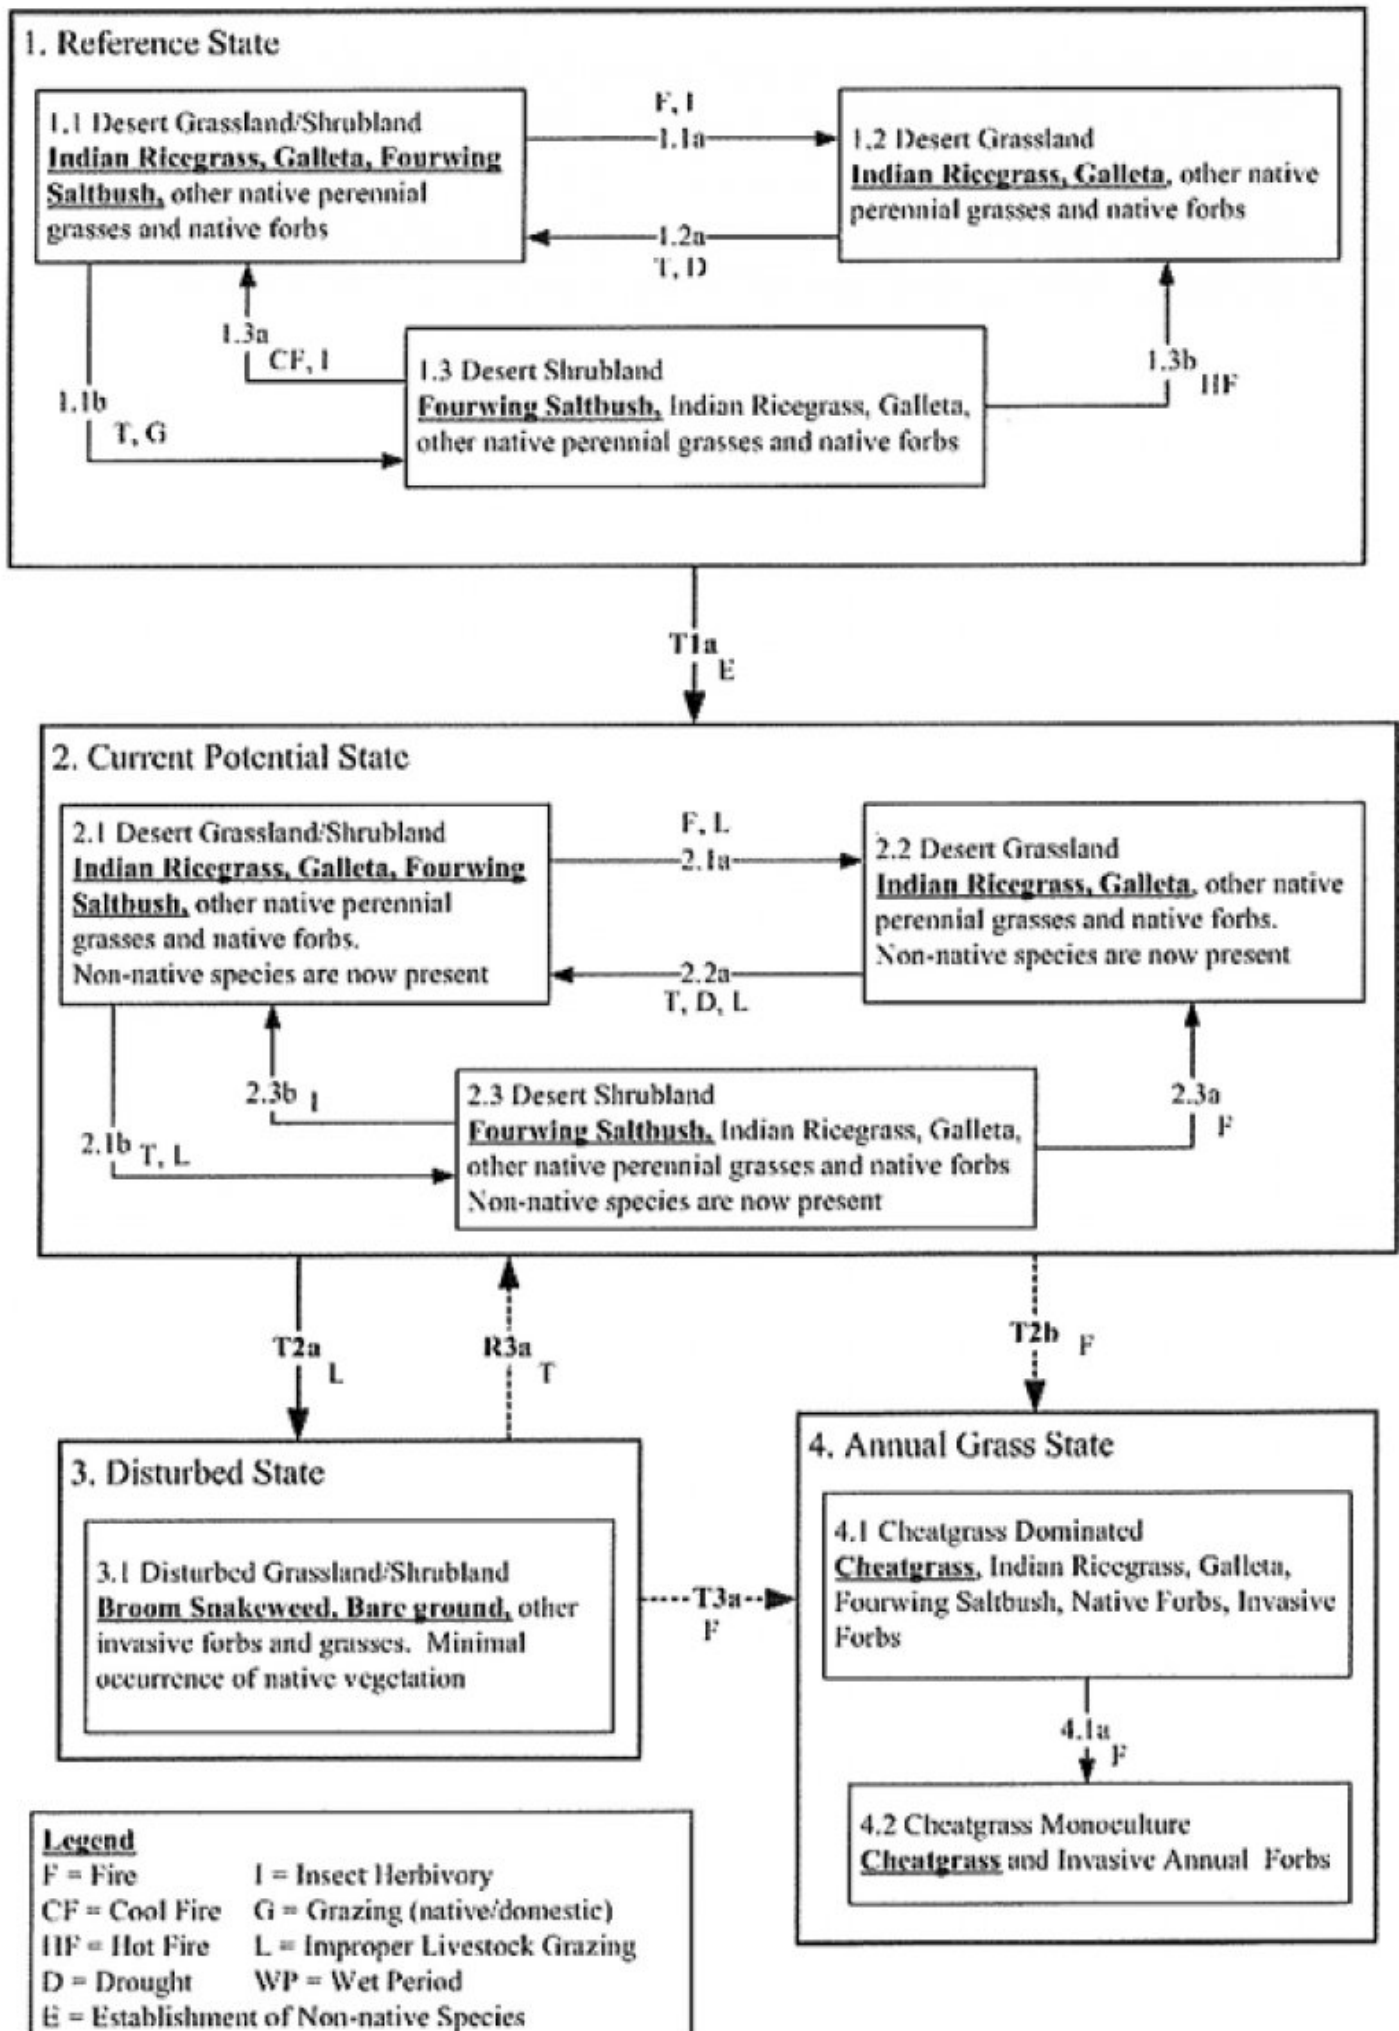 1. Reference State
1.1 Desert Grassland/Shrubland
Indian Ricegrass, Galleta, Fourwing
Saltbush, other native perennial
grasses and native forbs
F, I
1.1a
1.2 Desert Grassland
Indian Ricegrass, Galleta, other native
perennial grasses and native forbs
1.2a
T, D
1.3a
CF, I
1.3 Desert Shrubland
Fourwing Saltbush, Indian Ricegrass, Galleta,
other native perennial grasses and native forbs
1.3b
HF
1.1b
T, G
T1a
E
2. Current Potential State
2.1 Desert Grassland/Shrubland
Indian Ricegrass, Galleta, Fourwing
Saltbush, other native perennial
grasses and native forbs.
Non-native species are now present
F, L
2.1a
2.2 Desert Grassland
Indian Ricegrass, Galleta, other native
perennial grasses and native forbs.
Non-native species are now present
2.2a
T, D, L
2.3b
I
2.3 Desert Shrubland
Fourwing Saltbush, Indian Ricegrass, Galleta,
other native perennial grasses and native forbs
Non-native species are now present
2.3a
F
2.1b
T, L
T2a
L
R3a
T
T2b
F
3. Disturbed State
3.1 Disturbed Grassland/Shrubland
Broom Snakeweed, Bare ground, other
invasive forbs and grasses. Minimal
occurrence of native vegetation
T3a
F
4. Annual Grass State
4.1 Cheatgrass Dominated
Cheatgrass, Indian Ricegrass, Galleta,
Fourwing Saltbush, Native Forbs, Invasive
Forbs
4.1a
F
4.2 Cheatgrass Monoculture
Cheatgrass and Invasive Annual Forbs
Legend
F = Fire I = Insect Herbivory
CF = Cool Fire G = Grazing (native/domestic)
HF = Hot Fire L = Improper Livestock Grazing
D = Drought WP = Wet Period
E = Establishment of Non-native Species